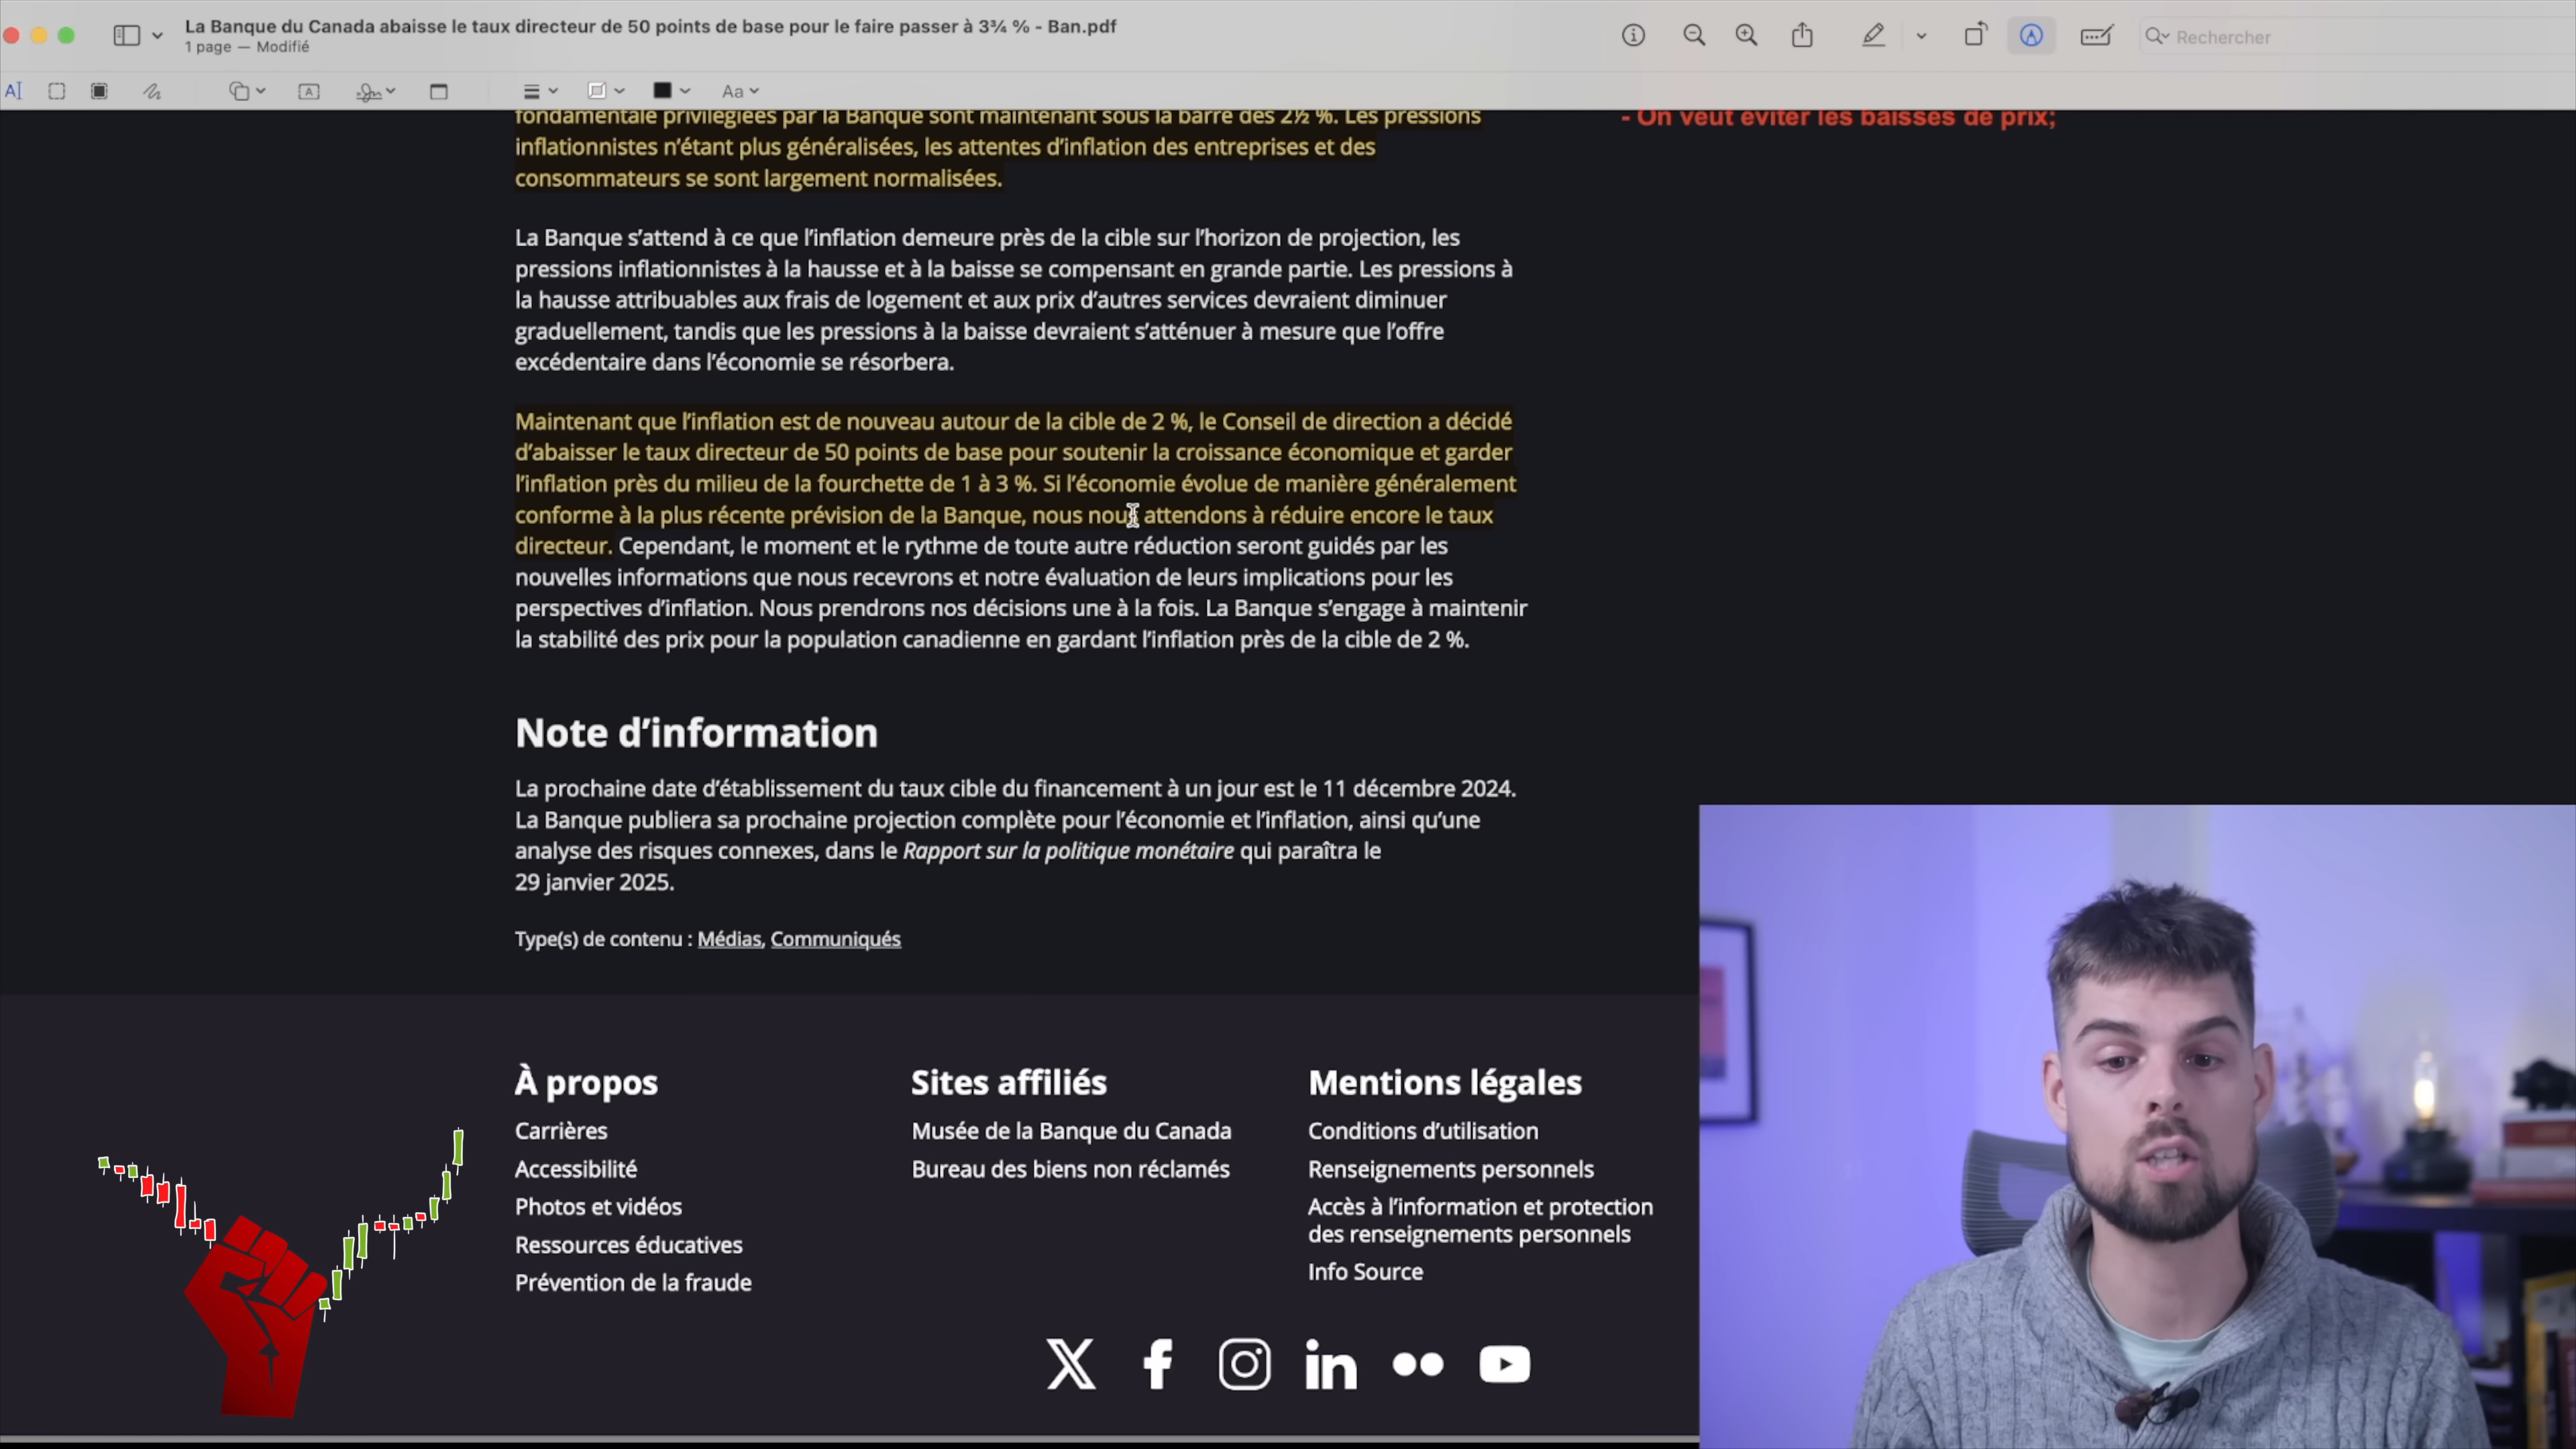 La Banque du Canada abaisse le taux directeur de 50 points de base pour le faire passer à 3¾ % - Ban.pdf
1 page — Modifié
Rechercher
Aa
fondamentale privilégiées par la Banque sont maintenant sous la barre des 2½ %. Les pressions
inflationnistes n'étant plus généralisées, les attentes d'inflation des entreprises et des
consommateurs se sont largement normalisées.
- On veut éviter les baisses de prix;
La Banque s'attend à ce que l'inflation demeure près de la cible sur l'horizon de projection, les
pressions inflationnistes à la hausse et à la baisse se compensant en grande partie. Les pressions à
la hausse attribuables aux frais de logement et aux prix d'autres services devraient diminuer
graduellement, tandis que les pressions à la baisse devraient s'atténuer à mesure que l'offre
excédentaire dans l'économie se résorbera.
Maintenant que l'inflation est de nouveau autour de la cible de 2 %, le Conseil de direction a décidé
d'abaisser le taux directeur de 50 points de base pour soutenir la croissance économique et garder
l'inflation près du milieu de la fourchette de 1 à 3 %. Si l'économie évolue de manière généralement
conforme à la plus récente prévision de la Banque, nous nous attendons à réduire encore le taux
directeur. Cependant, le moment et le rythme de toute autre réduction seront guidés par les
nouvelles informations que nous recevrons et notre évaluation de leurs implications pour les
perspectives d'inflation. Nous prendrons nos décisions une à la fois. La Banque s'engage à maintenir
la stabilité des prix pour la population canadienne en gardant l'inflation près de la cible de 2 %.
Note d'information
La prochaine date d'établissement du taux cible du financement à un jour est le 11 décembre 2024.
La Banque publiera sa prochaine projection complète pour l'économie et l'inflation, ainsi qu'une
analyse des risques connexes, dans le Rapport sur la politique monétaire qui paraîtra le
29 janvier 2025.
Type(s) de contenu : Médias, Communiqués
À propos
Carrières
Accessibilité
Photos et vidéos
Ressources éducatives
Prévention de la fraude
Sites affiliés
Musée de la Banque du Canada
Bureau des biens non réclamés
Mentions légales
Conditions d'utilisation
Renseignements personnels
Accès à l'information et protection
des renseignements personnels
Info Source